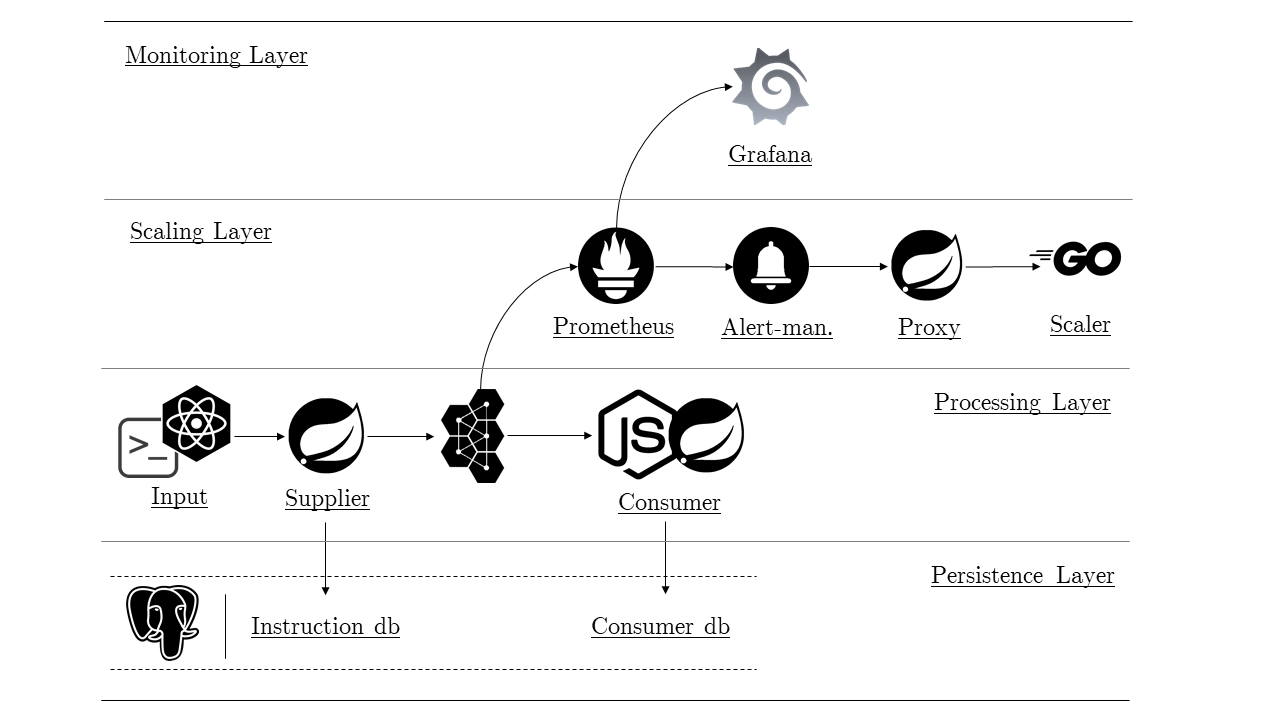 Monitoring Layer
Grafana
Scaling Layer
GO
Prometheus
Alert-man.
Proxy
Scaler
Processing Layer
>_
JS
Input
Supplier
Consumer
Persistence Layer
Instruction db
Consumer db